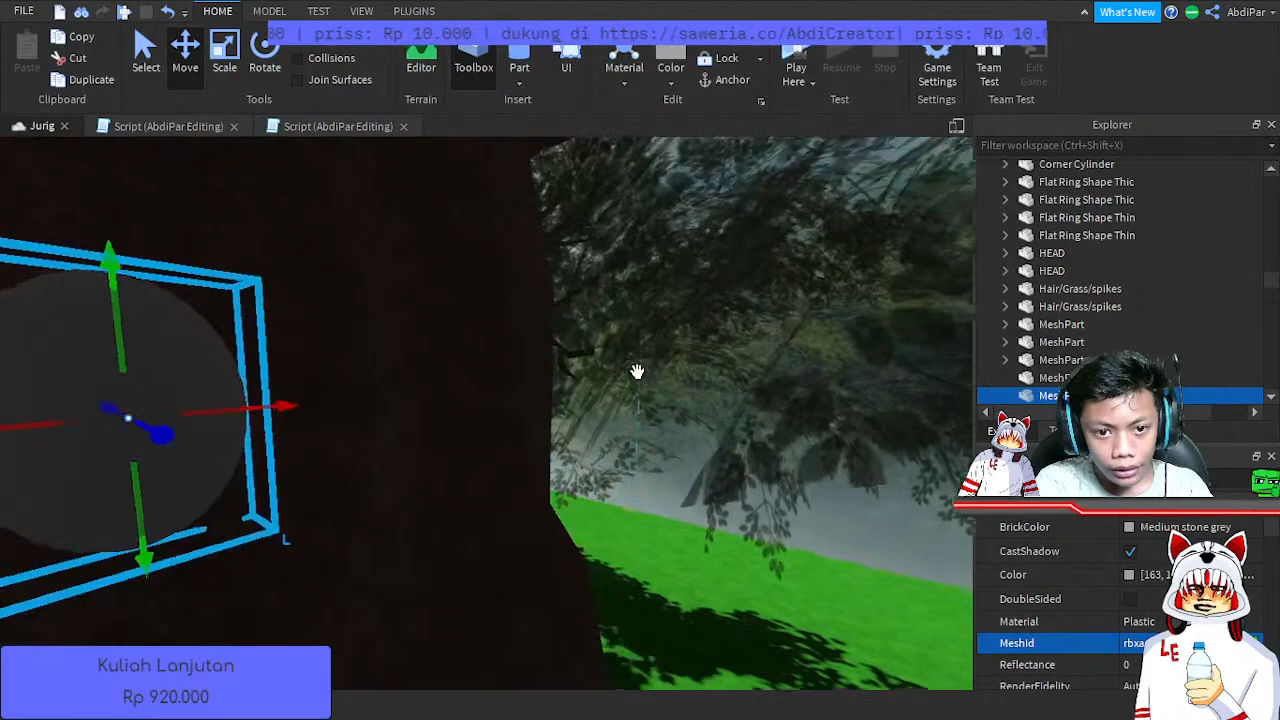 FILE HOME MODEL TEST VIEW PLUGINS What's New AbdiPar
| priss: Rp 10.000 | dukung di https://saweria.co/AbdiCreator| priss: Rp 10.
Copy Collisions Lock
Paste Cut Select Move Scale Rotate Editor Toolbox Part UI Material Color Play Here Resume Stop Game Settings Team Test Exit Game
Duplicate Join Surfaces Anchor
Clipboard Tools Terrain Insert Edit Test Settings Team Test
Jurig Script (AbdiPar Editing) Script (AbdiPar Editing) Explorer
Filter workspace (Ctrl+Shift+X)
Corner Cylinder
Flat Ring Shape Thic
Flat Ring Shape Thic
Flat Ring Shape Thin
Flat Ring Shape Thin
HEAD
HEAD
Hair/Grass/spikes
Hair/Grass/spikes
MeshPart
MeshPart
MeshPart
L
LE
BrickColor Medium stone grey
CastShadow
Color [163, 1
DoubleSided
Material Plastic
MeshId
Reflectance 0
RenderFidelity
LE
Kuliah Lanjutan
Rp 920.000